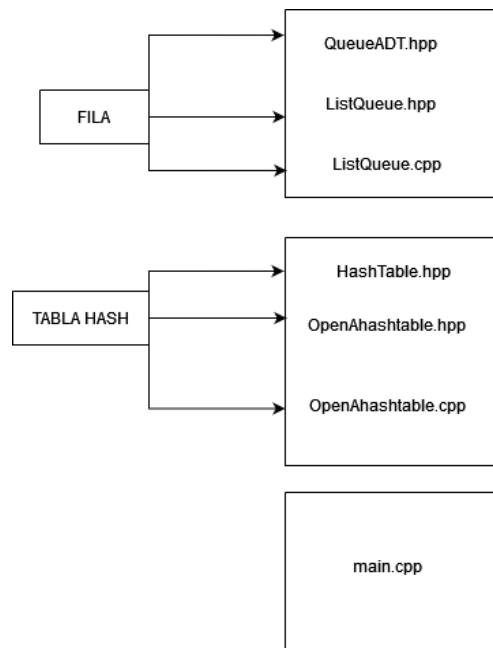 FILA
QueueADT.hpp
ListQueue.hpp
ListQueue.cpp
TABLA HASH
HashTable.hpp
OpenAhashtable.hpp
OpenAhashtable.cpp
main.cpp